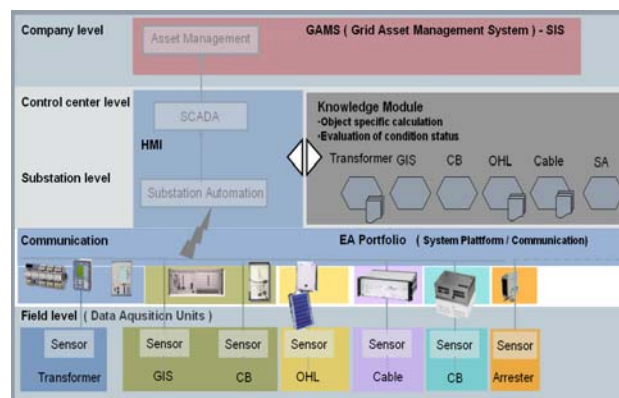 Company level
GAMS ( Grid Asset Management System ) - SIS
Asset Management
Control center level
SCADA
Knowledge Module
•Object specific calculation
•Evaluation of condition status
HMI
Transformer GIS CB OHL Cable SA
Substation level
Substation Automation
Communication
EA Portfolio ( System Plattform / Communication)
Field level ( Data Aqusition Units )
Sensor Sensor Sensor Sensor Sensor Sensor Sensor
Transformer GIS CB OHL Cable CB Arrester